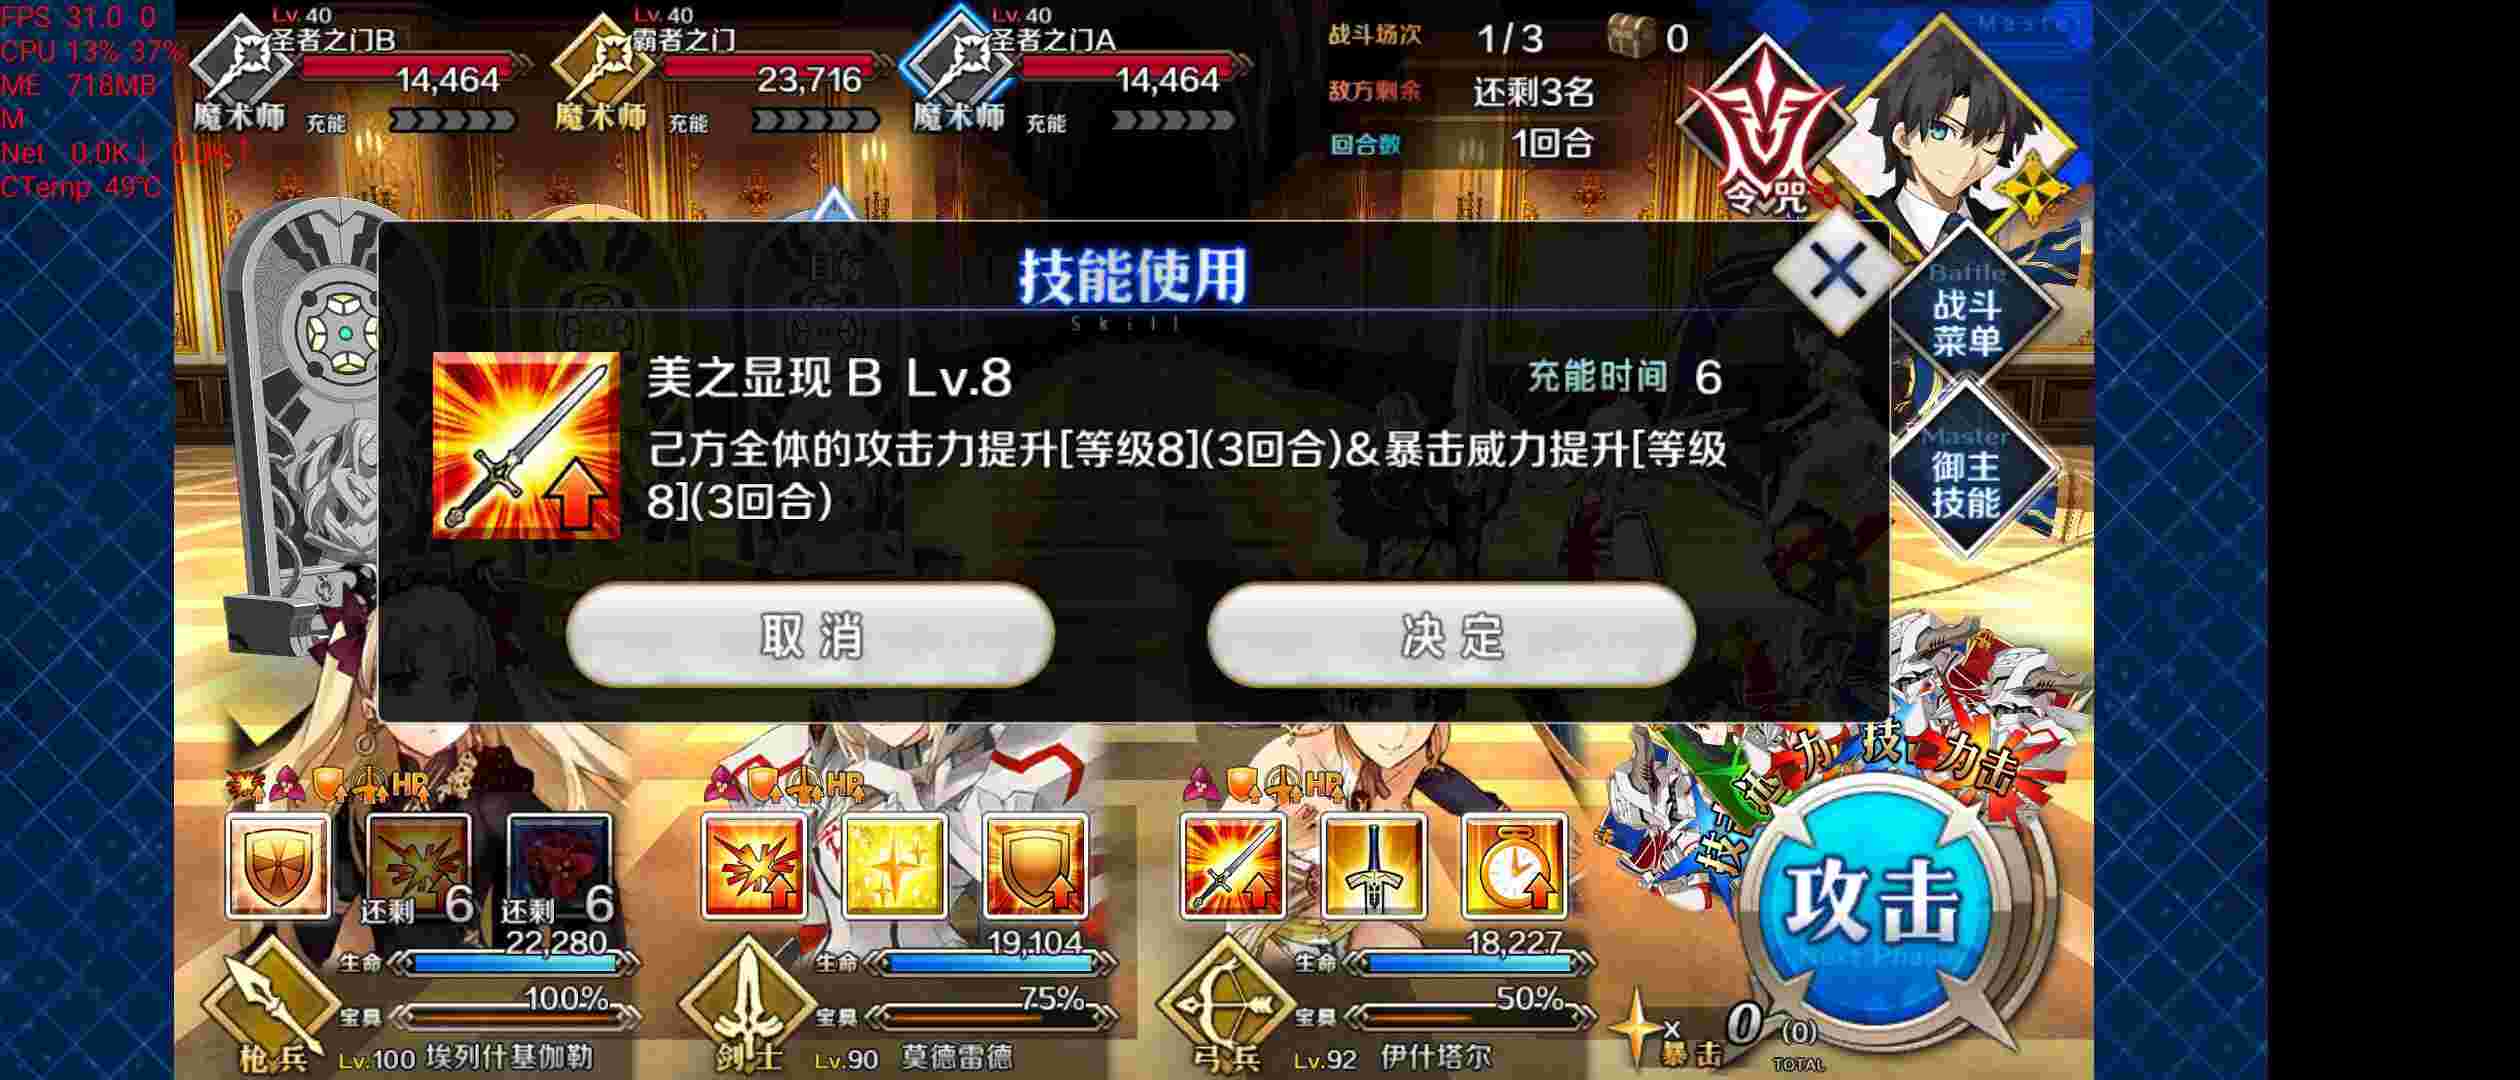 FPS 31.0 0
CPU 13% 37%
ME 718MB
M
Net 0.0K↓ 0.0K↑
CTemp 49℃
Lv.40
圣者之门B
14,464
魔术师 充能
Lv.40
霸者之门
23,716
魔术师 充能
Lv.40
圣者之门A
14,464
魔术师 充能
战斗场次 1/3 0
敌方剩余 还剩3名
回合数 1回合
令咒
Master
技能使用
Skill
Battle
战斗
菜单
美之显现 B Lv.8
充能时间 6
己方全体的攻击力提升[等级8](3回合)&暴击威力提升[等级
8](3回合)
Master
御主
技能
取消
决定
HP
HP
HP
还剩 6
还剩 6
力 技 力击
技
攻击
Next Phase
22,280
生命
100%
宝具
枪兵
Lv.100 埃列什基伽勒
19,104
生命
75%
宝具
剑士
Lv.90 莫德雷德
18,227
生命
50%
宝具
弓兵
Lv.92 伊什塔尔
x
暴击
0 (0)
TOTAL